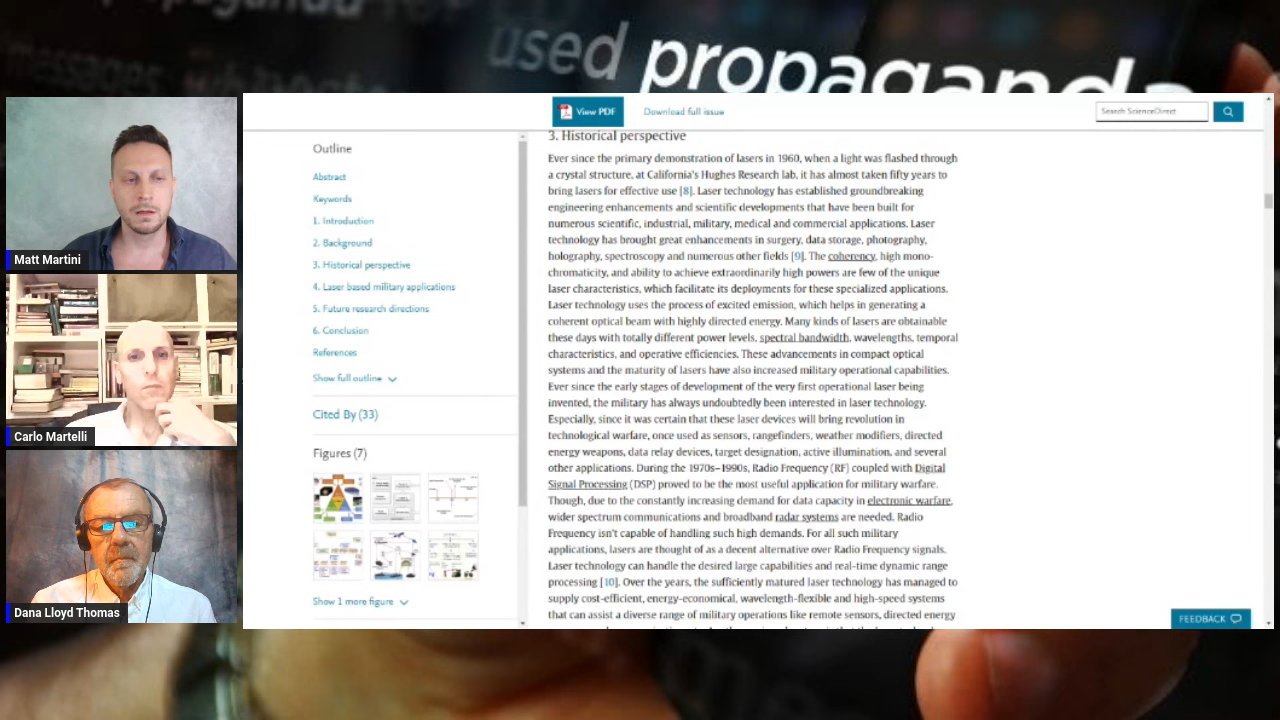 used propaganda
messages
View PDF
Download full issue
Search ScienceDirect
Outline
Abstract
Keywords
1. Introduction
2. Background
3. Historical perspective
4. Laser based military applications
5. Future research directions
6. Conclusion
References
Show full outline
Cited By (33)
Figures (7)
Show 1 more figure
3. Historical perspective
Ever since the primary demonstration of lasers in 1960, when a light was flashed through
a crystal structure, at California's Hughes Research lab, it has almost taken fifty years to
bring lasers for effective use [8]. Laser technology has established groundbreaking
engineering enhancements and scientific developments that have been built for
numerous scientific, industrial, military, medical and commercial applications. Laser
technology has brought great enhancements in surgery, data storage, photography,
holography, spectroscopy and numerous other fields [9]. The coherency, high mono-
chromaticity, and ability to achieve extraordinarily high powers are few of the unique
laser characteristics, which facilitate its deployments for these specialized applications.
Laser technology uses the process of excited emission, which helps in generating a
coherent optical beam with highly directed energy. Many kinds of lasers are obtainable
these days with totally different power levels, spectral bandwidth, wavelengths, temporal
characteristics, and operative efficiencies. These advancements in compact optical
systems and the maturity of lasers have also increased military operational capabilities.
Ever since the early stages of development of the very first operational laser being
invented, the military has always undoubtedly been interested in laser technology.
Especially, since it was certain that these laser devices will bring revolution in
technological warfare, once used as sensors, rangefinders, weather modifiers, directed
energy weapons, data relay devices, target designation, active illumination, and several
other applications. During the 1970s–1990s, Radio Frequency (RF) coupled with Digital
Signal Processing (DSP) proved to be the most useful application for military warfare.
Though, due to the constantly increasing demand for data capacity in electronic warfare,
wider spectrum communications and broadband radar systems are needed. Radio
Frequency isn't capable of handling such high demands. For all such military
applications, lasers are thought of as a decent alternative over Radio Frequency signals.
Laser technology can handle the desired large capabilities and real-time dynamic range
processing [10]. Over the years, the sufficiently matured laser technology has managed to
supply cost-efficient, energy-economical, wavelength-flexible and high-speed systems
that can assist a diverse range of military operations like remote sensors, directed energy
FEEDBACK
Matt Martini
Carlo Martelli
Dana Lloyd Thomas